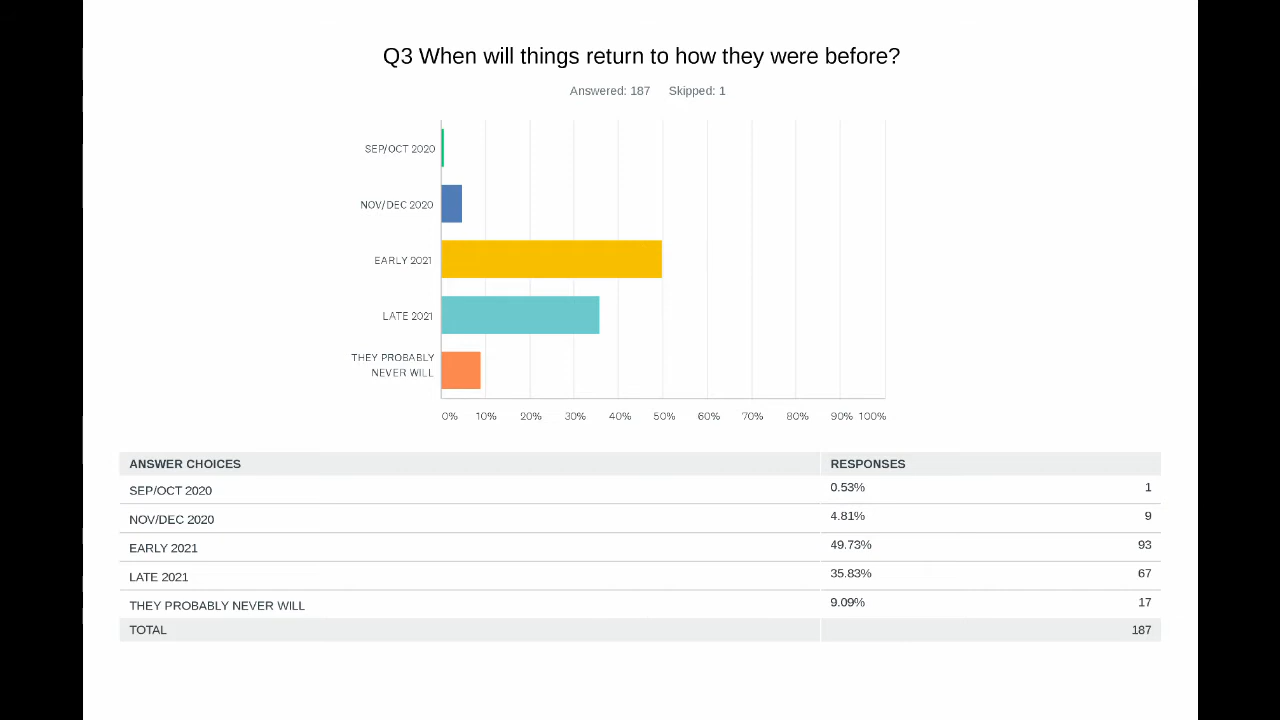 Q3 When will things return to how they were before?
Answered: 187 Skipped: 1
SEP/OCT 2020
NOV/DEC 2020
EARLY 2021
LATE 2021
THEY PROBABLY
NEVER WILL
0% 10% 20% 30% 40% 50% 60% 70% 80% 90% 100%
ANSWER CHOICES RESPONSES
SEP/OCT 2020 0.53% 1
NOV/DEC 2020 4.81% 9
EARLY 2021 49.73% 93
LATE 2021 35.83% 67
THEY PROBABLY NEVER WILL 9.09% 17
TOTAL 187